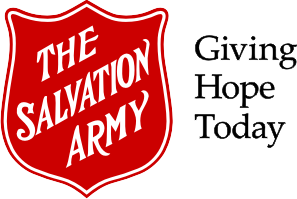 THE
SALVATION
ARMY
Giving
Hope
Today